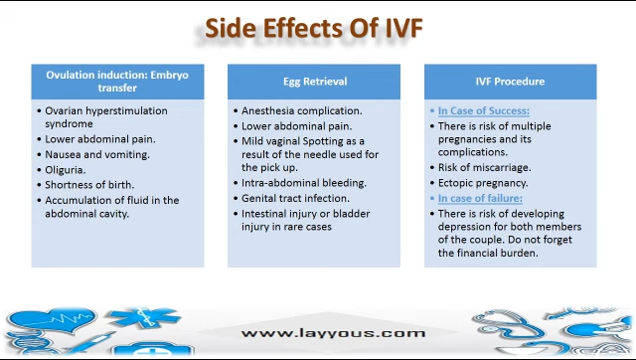 Side Effects Of IVF
Ovulation induction: Embryo
transfer
• Ovarian hyperstimulation
syndrome
• Lower abdominal pain.
• Nausea and vomiting.
• Oliguria.
• Shortness of birth.
• Accumulation of fluid in the
abdominal cavity.
Egg Retrieval
• Anesthesia complication.
• Lower abdominal pain.
• Mild vaginal Spotting as a
result of the needle used for
the pick up.
• Intra-abdominal bleeding.
• Genital tract infection.
• Intestinal injury or bladder
injury in rare cases
IVF Procedure
• In Case of Success:
• There is risk of multiple
pregnancies and its
complications.
• Risk of miscarriage.
• Ectopic pregnancy.
• In case of failure:
• There is risk of developing
depression for both members
of the couple. Do not forget
the financial burden.
www.layyous.com